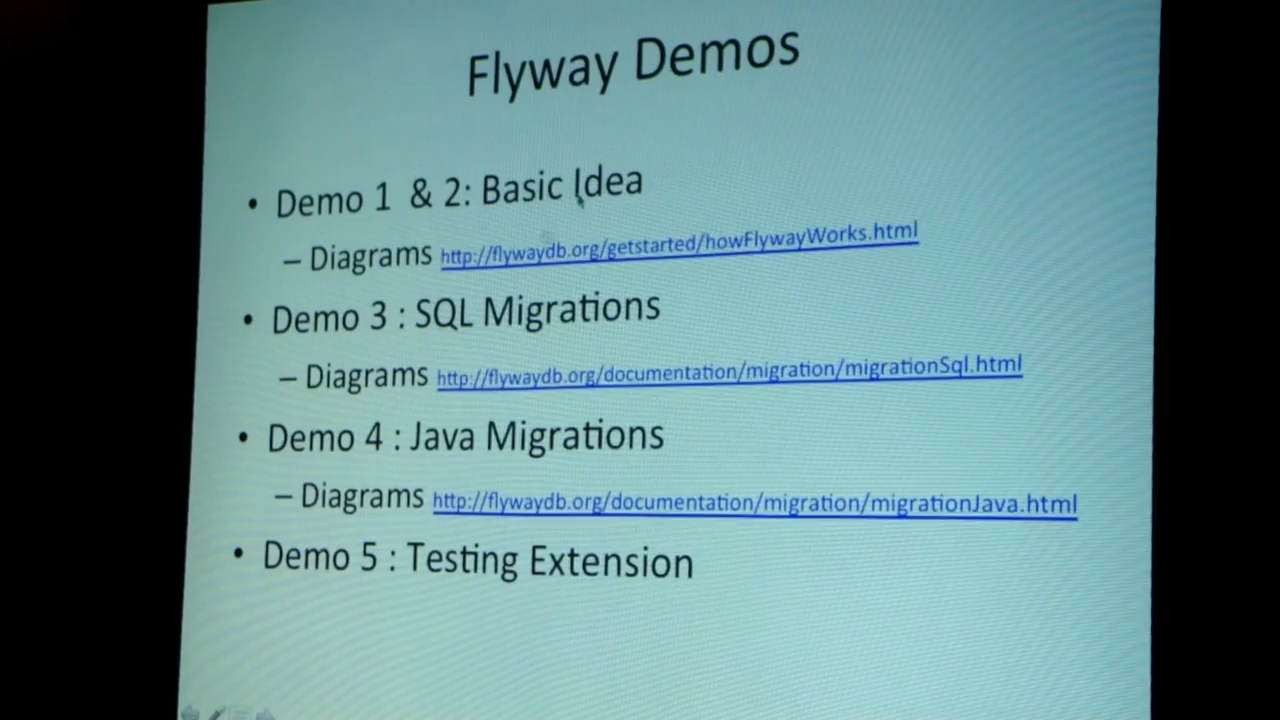 Flyway Demos
• Demo 1 & 2: Basic Idea
– Diagrams http://flywaydb.org/getstarted/howFlywayWorks.html
• Demo 3 : SQL Migrations
– Diagrams http://flywaydb.org/documentation/migration/migrationSql.html
• Demo 4 : Java Migrations
– Diagrams http://flywaydb.org/documentation/migration/migrationJava.html
• Demo 5 : Testing Extension